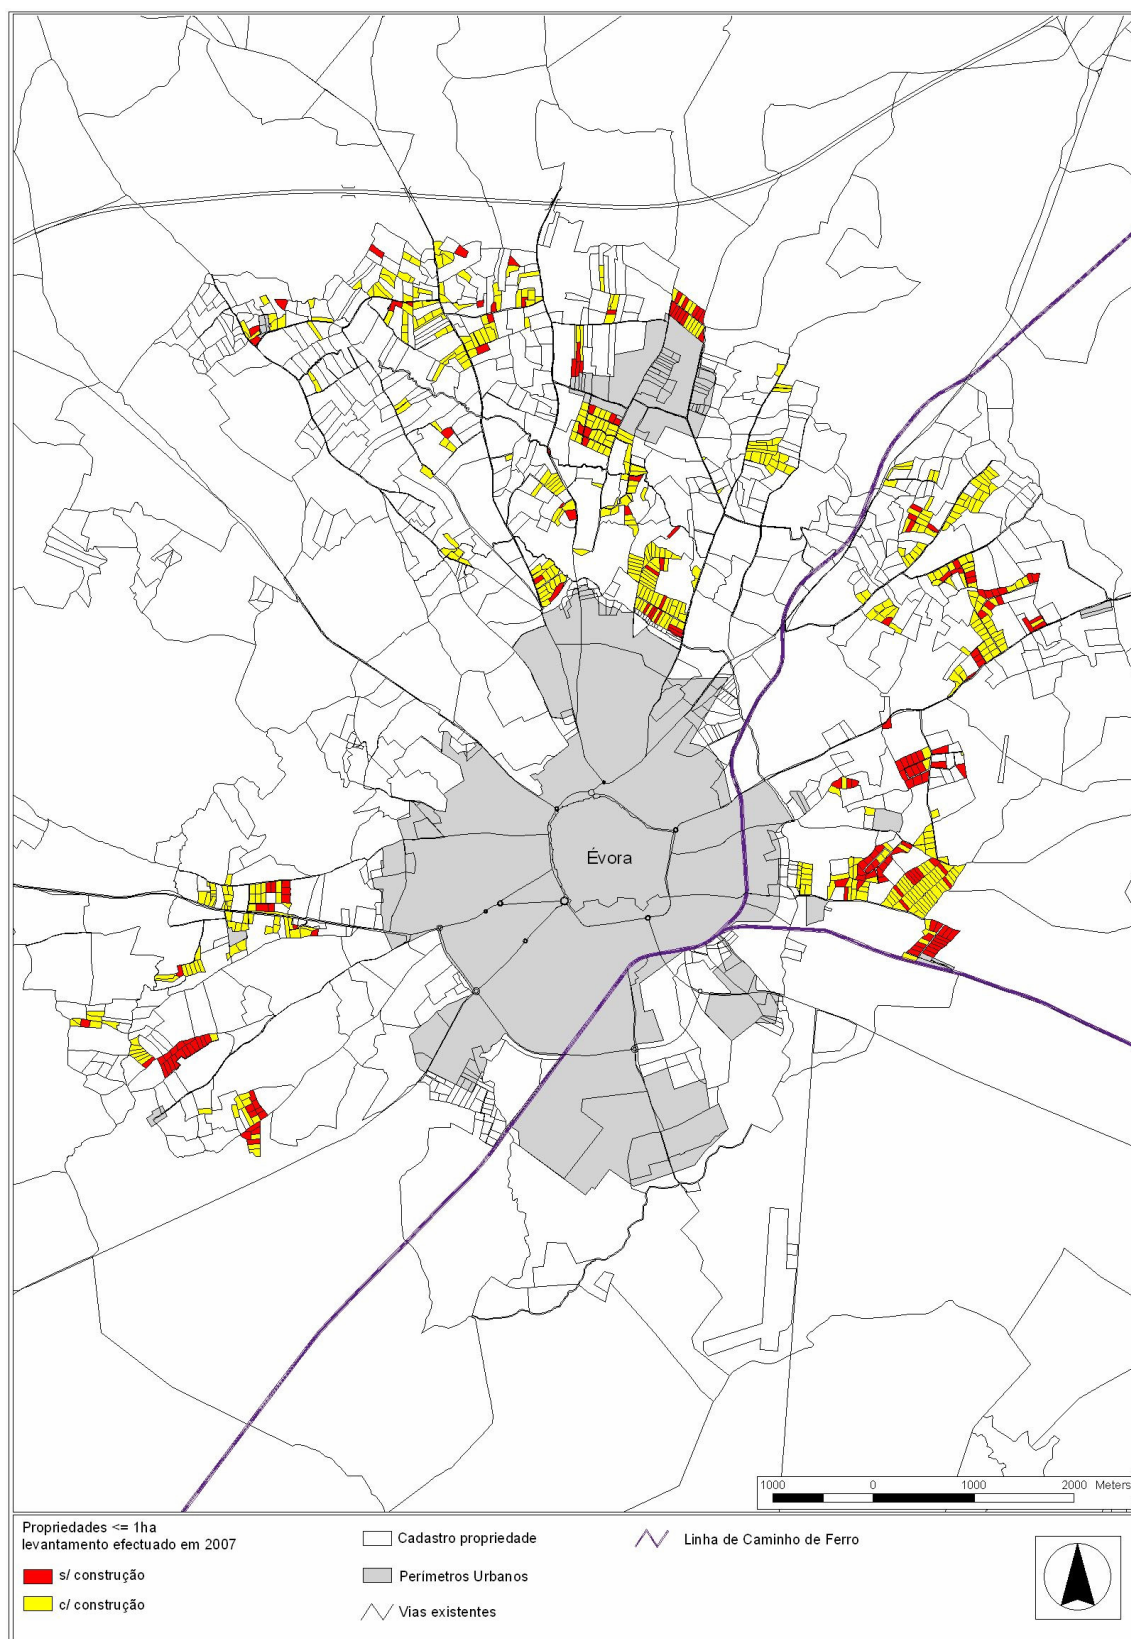 Évora
1000 0 1000 2000 Meters
Propriedades <= 1ha
levantamento efectuado em 2007
s/ construção
c/ construção
Cadastro propriedade
Perímetros Urbanos
Vias existentes
Linha de Caminho de Ferro